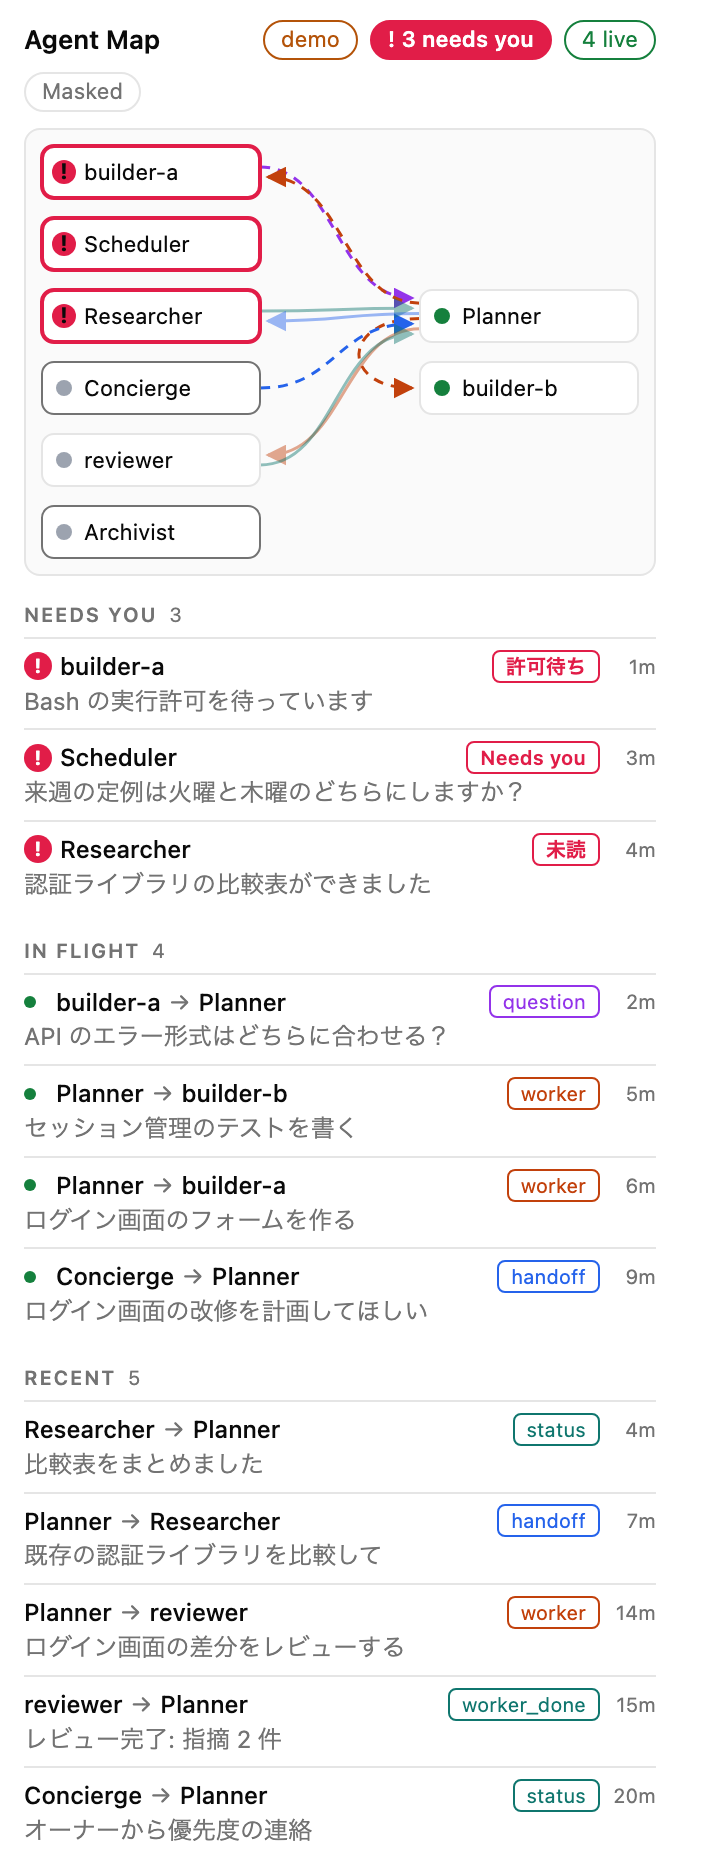 Agent Map
demo
! 3 needs you
4 live
Masked
! builder-a
! Scheduler
! Researcher
Concierge
reviewer
Archivist
Planner
builder-b
NEEDS YOU 3
! builder-a 許可待ち 1m
Bash の実行許可を待っています
! Scheduler Needs you 3m
来週の定例は火曜と木曜のどちらにしますか？
! Researcher 未読 4m
認証ライブラリの比較表ができました
IN FLIGHT 4
builder-a → Planner question 2m
API のエラー形式はどちらに合わせる？
Planner → builder-b worker 5m
セッション管理のテストを書く
Planner → builder-a worker 6m
ログイン画面のフォームを作る
Concierge → Planner handoff 9m
ログイン画面の改修を計画してほしい
RECENT 5
Researcher → Planner status 4m
比較表をまとめました
Planner → Researcher handoff 7m
既存の認証ライブラリを比較して
Planner → reviewer worker 14m
ログイン画面の差分をレビューする
reviewer → Planner worker_done 15m
レビュー完了: 指摘 2 件
Concierge → Planner status 20m
オーナーから優先度の連絡